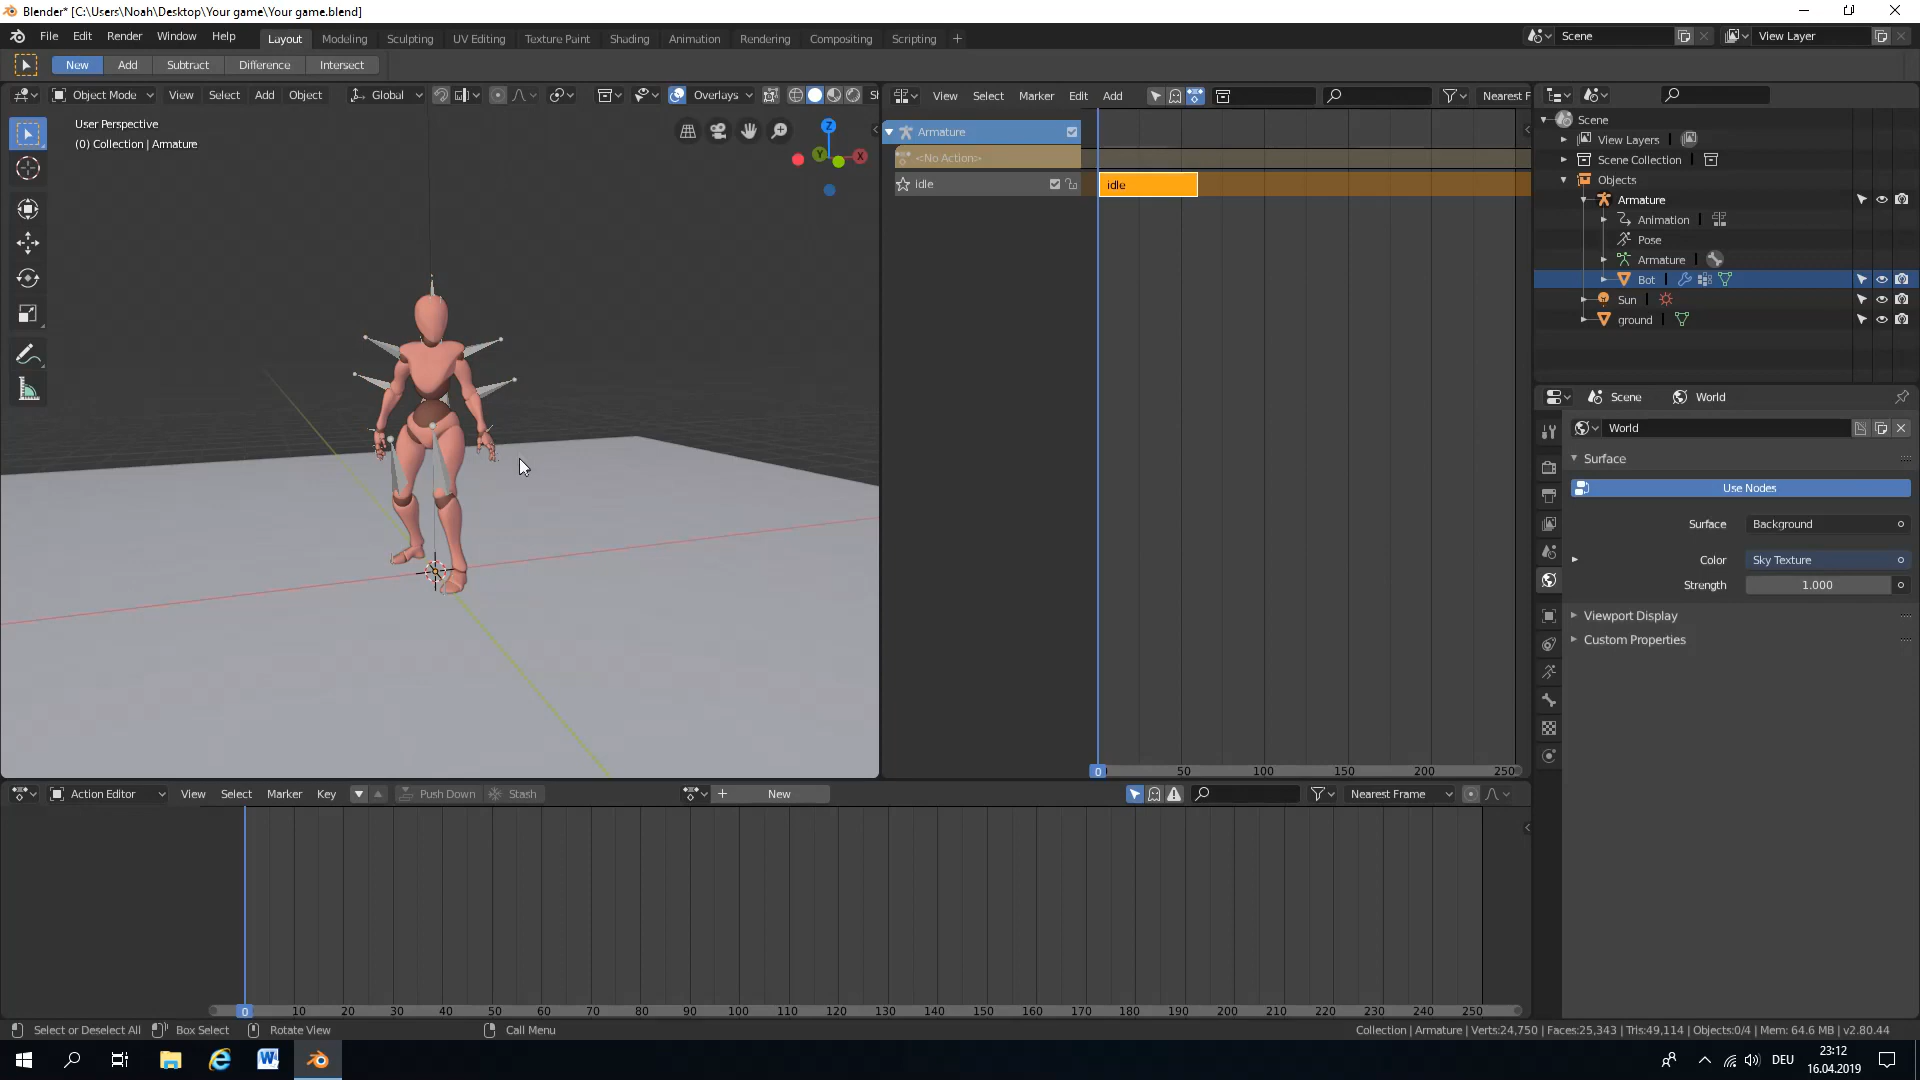 Blender* [C:\Users\Noah\Desktop\Your game\Your game.blend]
File Edit Render Window Help Layout Modeling Sculpting UV Editing Texture Paint Shading Animation Rendering Compositing Scripting Scene View Layer
New Add Subtract Difference Intersect
Object Mode View Select Add Object Global Overlays Sh
View Select Marker Edit Add Nearest F
User Perspective
(0) Collection | Armature
Z
Y
X
Armature
<No Action>
idle
idle
0 50 100 150 200 250
Scene
View Layers
Scene Collection
Objects
Armature
Animation
Pose
Armature
Bot
Sun
ground
Scene World
World
Surface
Use Nodes
Surface Background
Color Sky Texture
Strength 1.000
Viewport Display
Custom Properties
Action Editor View Select Marker Key Push Down Stash New Nearest Frame
0 10 20 30 40 50 60 70 80 90 100 110 120 130 140 150 160 170 180 190 200 210 220 230 240 250
Select or Deselect All Box Select Rotate View Call Menu Collection | Armature | Verts:24,750 | Faces:25,343 | Tris:49,114 | Objects:0/4 | Mem: 64.6 MB | v2.80.44
DEU
23:12
16.04.2019